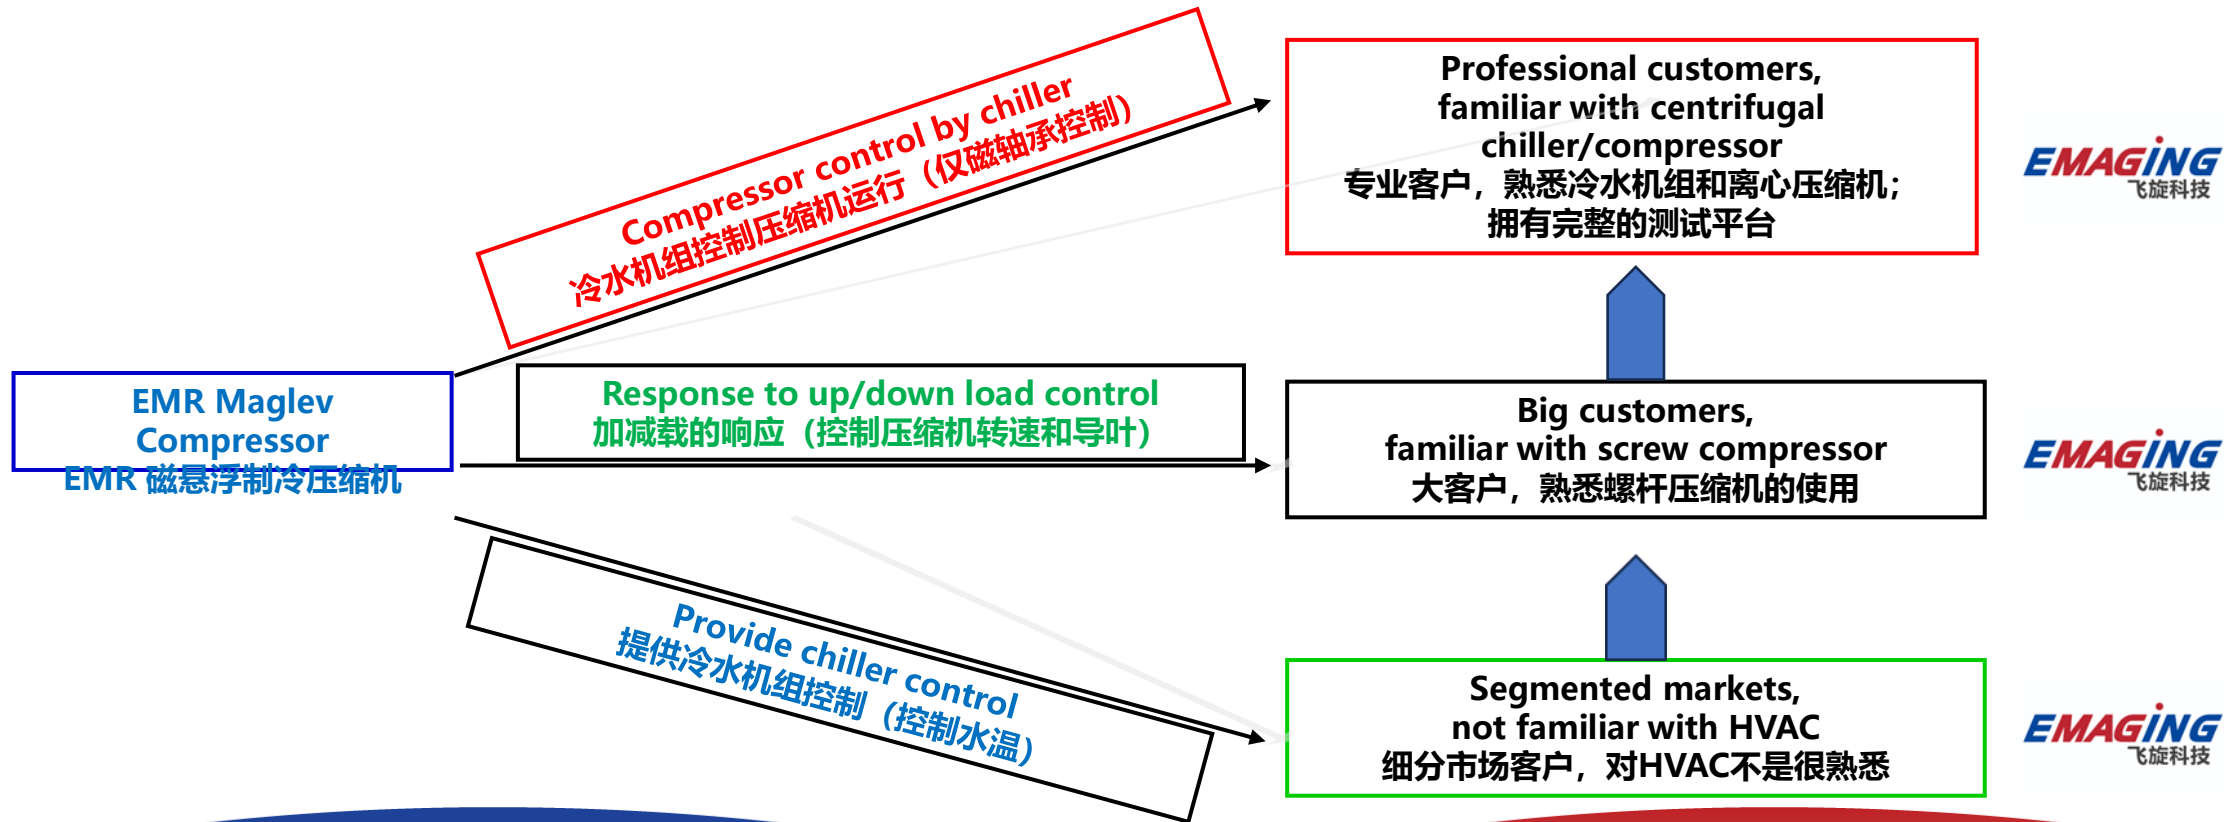 Compressor control by chiller
冷水机组控制压缩机运行（仅磁轴承控制）
Professional customers,
familiar with centrifugal
chiller/compressor
专业客户，熟悉冷水机组和离心压缩机；
拥有完整的测试平台
EMAGiNG
飞旋科技
EMR Maglev
Compressor
EMR 磁悬浮制冷压缩机
Response to up/down load control
加减载的响应（控制压缩机转速和导叶）
Big customers,
familiar with screw compressor
大客户，熟悉螺杆压缩机的使用
EMAGiNG
飞旋科技
Provide chiller control
提供冷水机组控制（控制水温）
Segmented markets,
not familiar with HVAC
细分市场客户，对HVAC不是很熟悉
EMAGiNG
飞旋科技